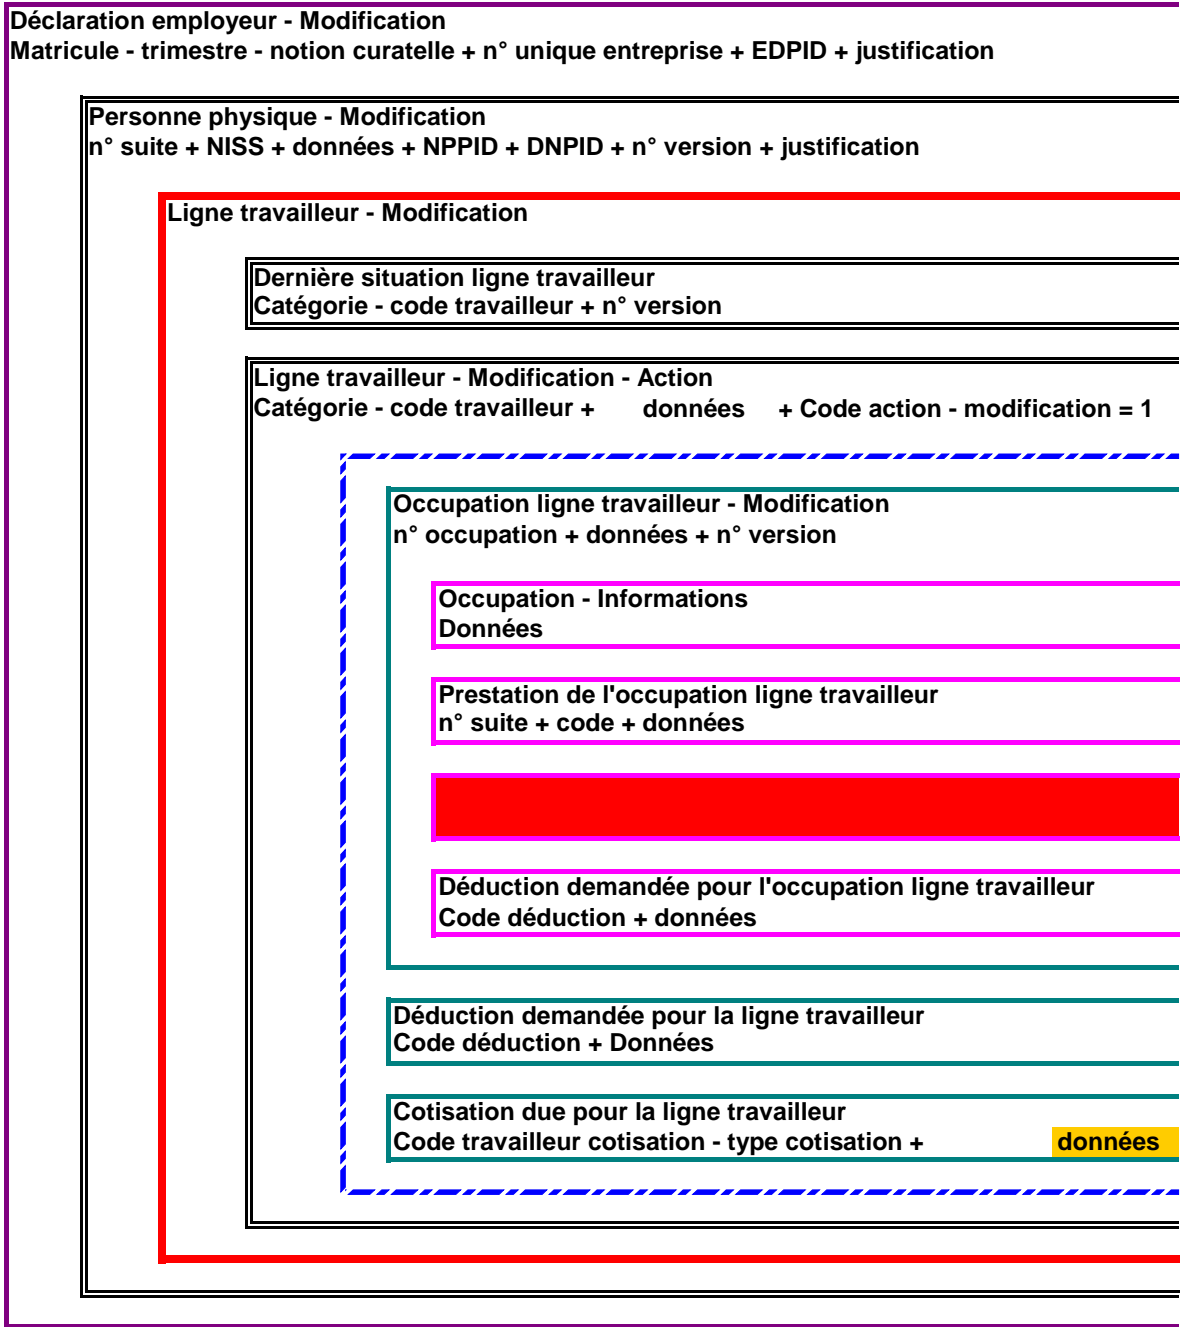 Déclaration employeur - Modification
Matricule - trimestre - notion curatelle + n° unique entreprise + EDPID + justification
Personne physique - Modification
n° suite + NISS + données + NPPID + DNPID + n° version + justification
Ligne travailleur - Modification
Dernière situation ligne travailleur
Catégorie - code travailleur + n° version
Ligne travailleur - Modification - Action
Catégorie - code travailleur + données + Code action - modification = 1
Occupation ligne travailleur - Modification
n° occupation + données + n° version
Occupation - Informations
Données
Prestation de l'occupation ligne travailleur
n° suite + code + données
Déduction demandée pour l'occupation ligne travailleur
Code déduction + données
Déduction demandée pour la ligne travailleur
Code déduction + Données
Cotisation due pour la ligne travailleur
Code travailleur cotisation - type cotisation + données